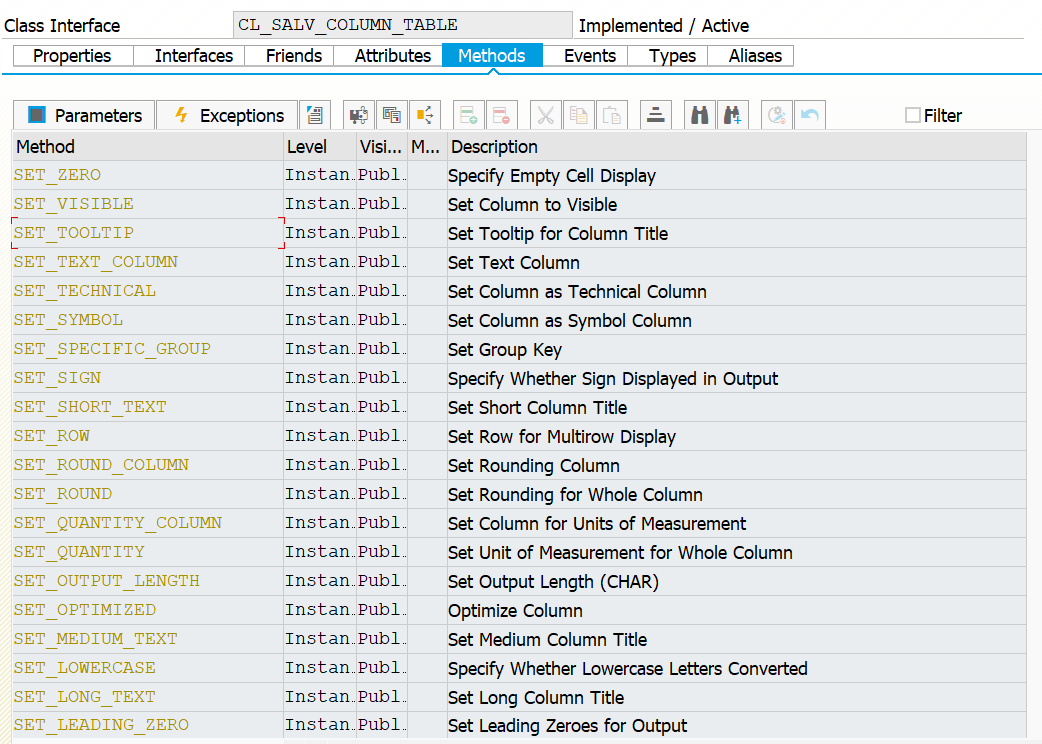 Class Interface CL_SALV_COLUMN_TABLE Implemented / Active
Properties Interfaces Friends Attributes Methods Events Types Aliases
Parameters Exceptions Filter
Method Level Visi... M... Description
SET_ZERO Instan.. Publ.. Specify Empty Cell Display
SET_VISIBLE Instan.. Publ.. Set Column to Visible
SET_TOOLTIP Instan.. Publ.. Set Tooltip for Column Title
SET_TEXT_COLUMN Instan.. Publ.. Set Text Column
SET_TECHNICAL Instan.. Publ.. Set Column as Technical Column
SET_SYMBOL Instan.. Publ.. Set Column as Symbol Column
SET_SPECIFIC_GROUP Instan.. Publ.. Set Group Key
SET_SIGN Instan.. Publ.. Specify Whether Sign Displayed in Output
SET_SHORT_TEXT Instan.. Publ.. Set Short Column Title
SET_ROW Instan.. Publ.. Set Row for Multirow Display
SET_ROUND_COLUMN Instan.. Publ.. Set Rounding Column
SET_ROUND Instan.. Publ.. Set Rounding for Whole Column
SET_QUANTITY_COLUMN Instan.. Publ.. Set Column for Units of Measurement
SET_QUANTITY Instan.. Publ.. Set Unit of Measurement for Whole Column
SET_OUTPUT_LENGTH Instan.. Publ.. Set Output Length (CHAR)
SET_OPTIMIZED Instan.. Publ.. Optimize Column
SET_MEDIUM_TEXT Instan.. Publ.. Set Medium Column Title
SET_LOWERCASE Instan.. Publ.. Specify Whether Lowercase Letters Converted
SET_LONG_TEXT Instan.. Publ.. Set Long Column Title
SET_LEADING_ZERO Instan.. Publ.. Set Leading Zeroes for Output